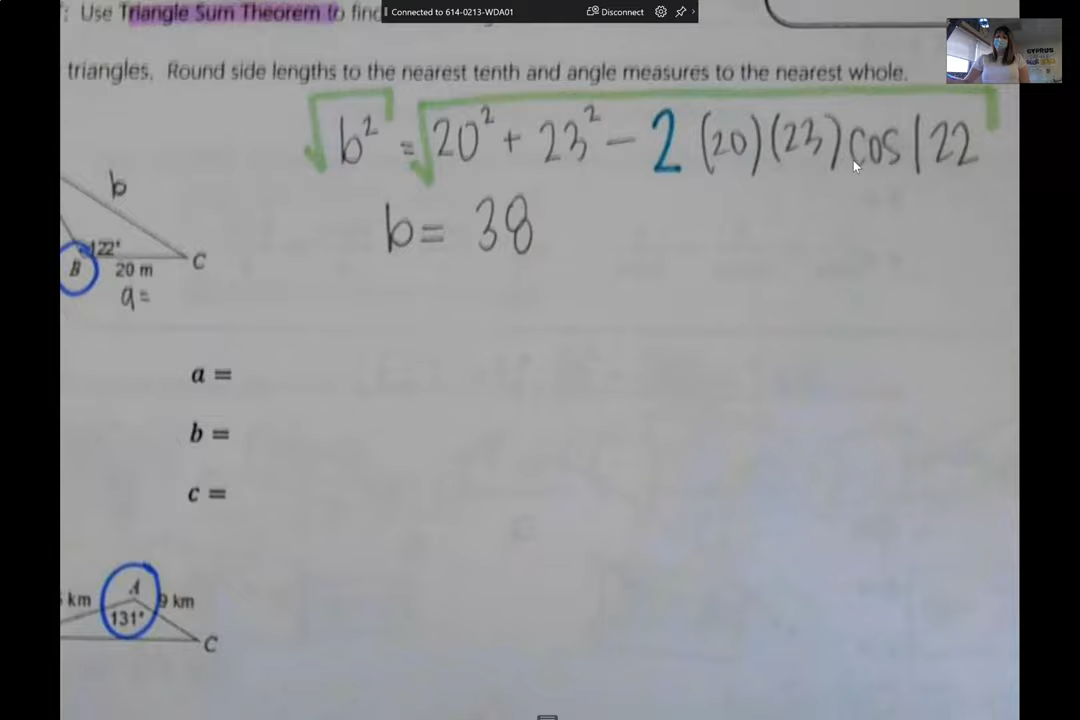 : Use Triangle Sum Theorem to find
Connected to 614-0213-WDA01
Disconnect
triangles. Round side lengths to the nearest tenth and angle measures to the nearest whole.
CYPRUS
√b² = √20² + 23² - 2 (20)(23) cos 122
b
b = 38
122°
B
20 m
C
a =
a =
b =
c =
km
A
9 km
131°
C